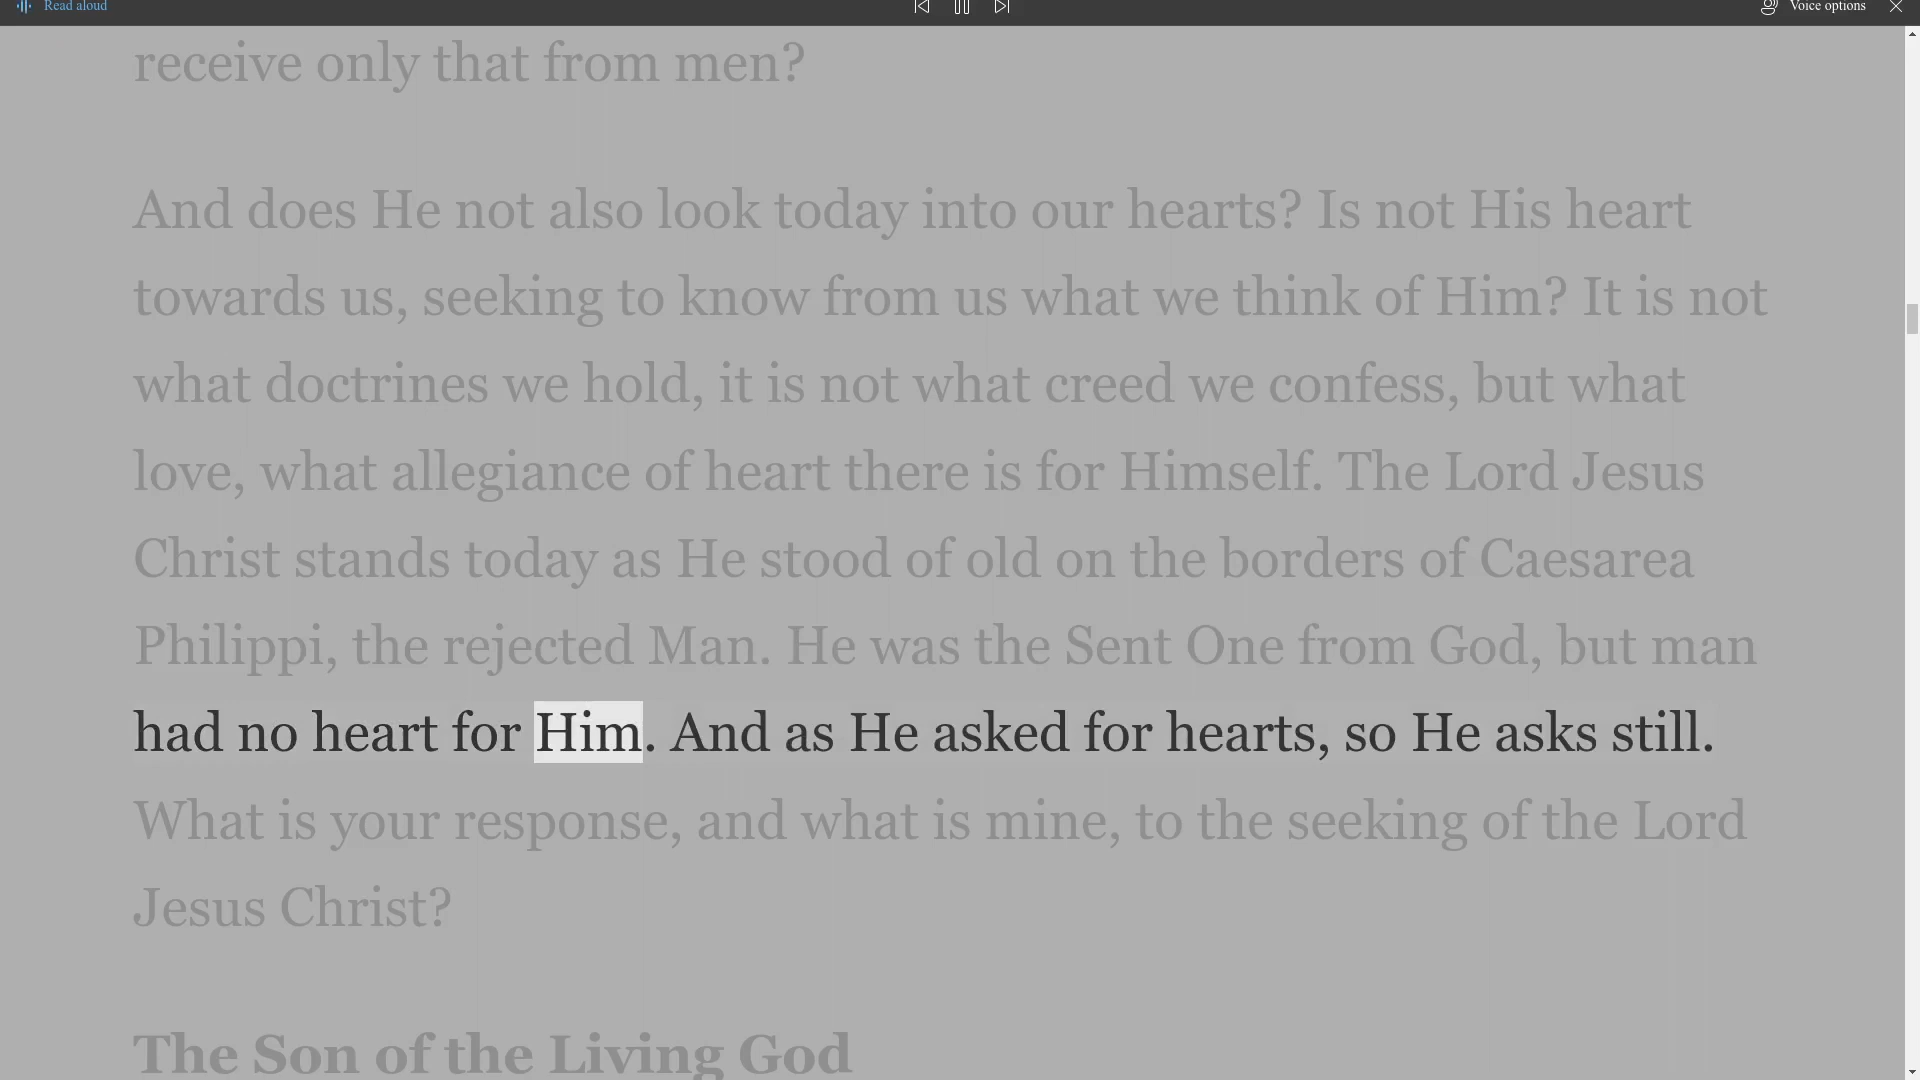 Read aloud
Voice options
receive only that from men?
And does He not also look today into our hearts? Is not His heart
towards us, seeking to know from us what we think of Him? It is not
what doctrines we hold, it is not what creed we confess, but what
love, what allegiance of heart there is for Himself. The Lord Jesus
Christ stands today as He stood of old on the borders of Caesarea
Philippi, the rejected Man. He was the Sent One from God, but man
had no heart for Him. And as He asked for hearts, so He asks still.
What is your response, and what is mine, to the seeking of the Lord
Jesus Christ?
The Son of the Living God